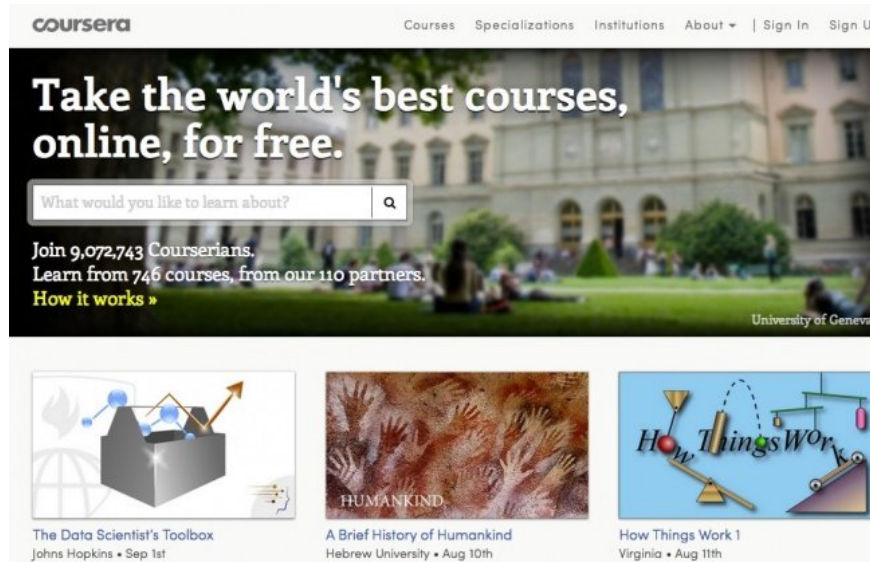 coursera
Courses Specializations Institutions About | Sign In Sign U
Take the world's best courses,
online, for free.
What would you like to learn about?
Join 9,072,743 Courserians.
Learn from 746 courses, from our 110 partners.
How it works »
University of Geneva
HUMANKIND
How Things Work
The Data Scientist's Toolbox
A Brief History of Humankind
How Things Work 1
Johns Hopkins • Sep 1st
Hebrew University • Aug 10th
Virginia • Aug 11th